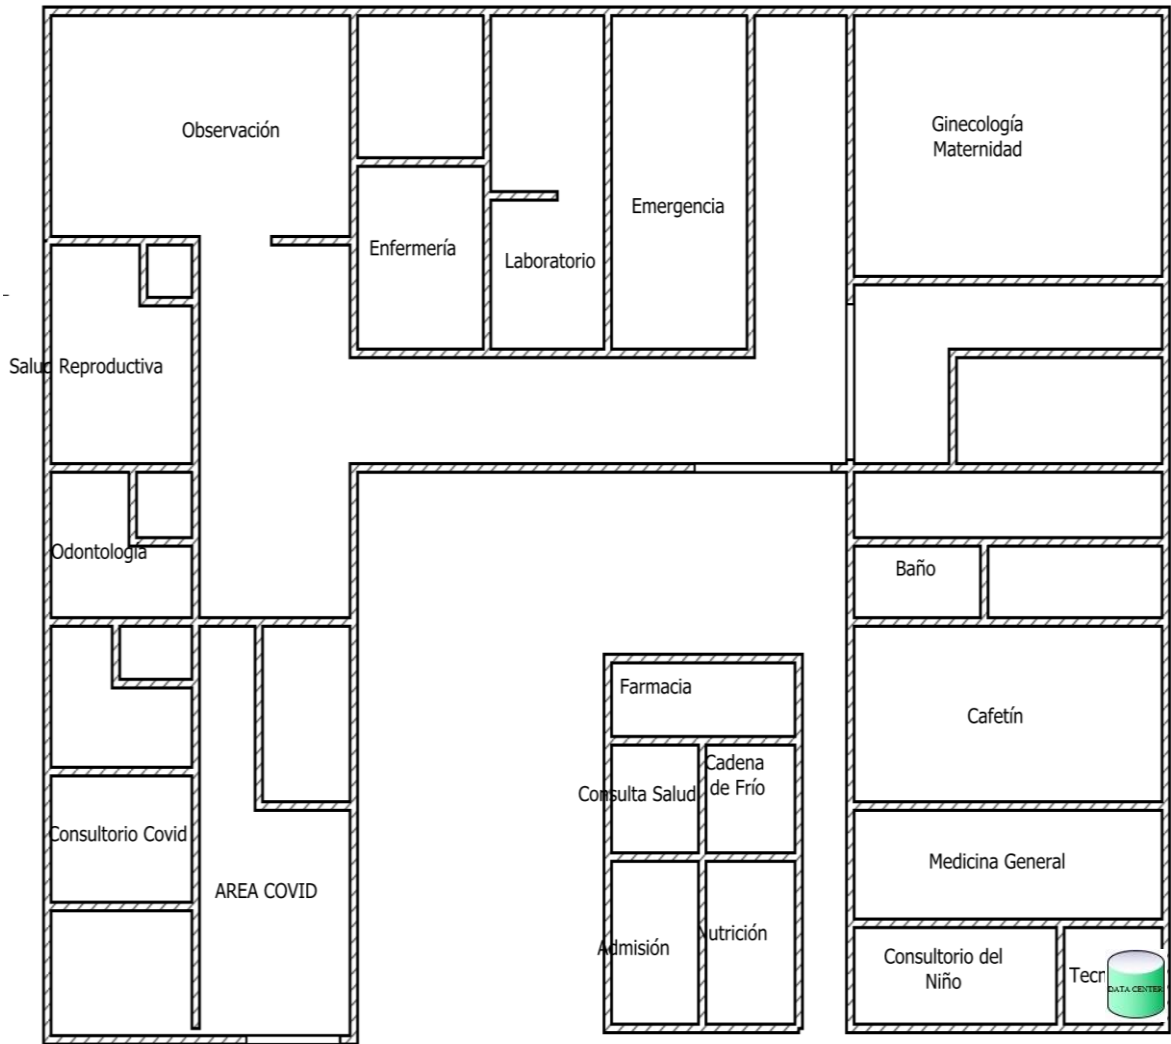 Observación
Ginecología
Maternidad
Emergencia
Enfermería
Laboratorio
Salud Reproductiva
Odontología
Baño
Farmacia
Cafetín
Cadena
de Frío
Consulta Salud
Consultorio Covid
Medicina General
AREA COVID
Admisión
Nutrición
Consultorio del
Niño
DATA CENTER